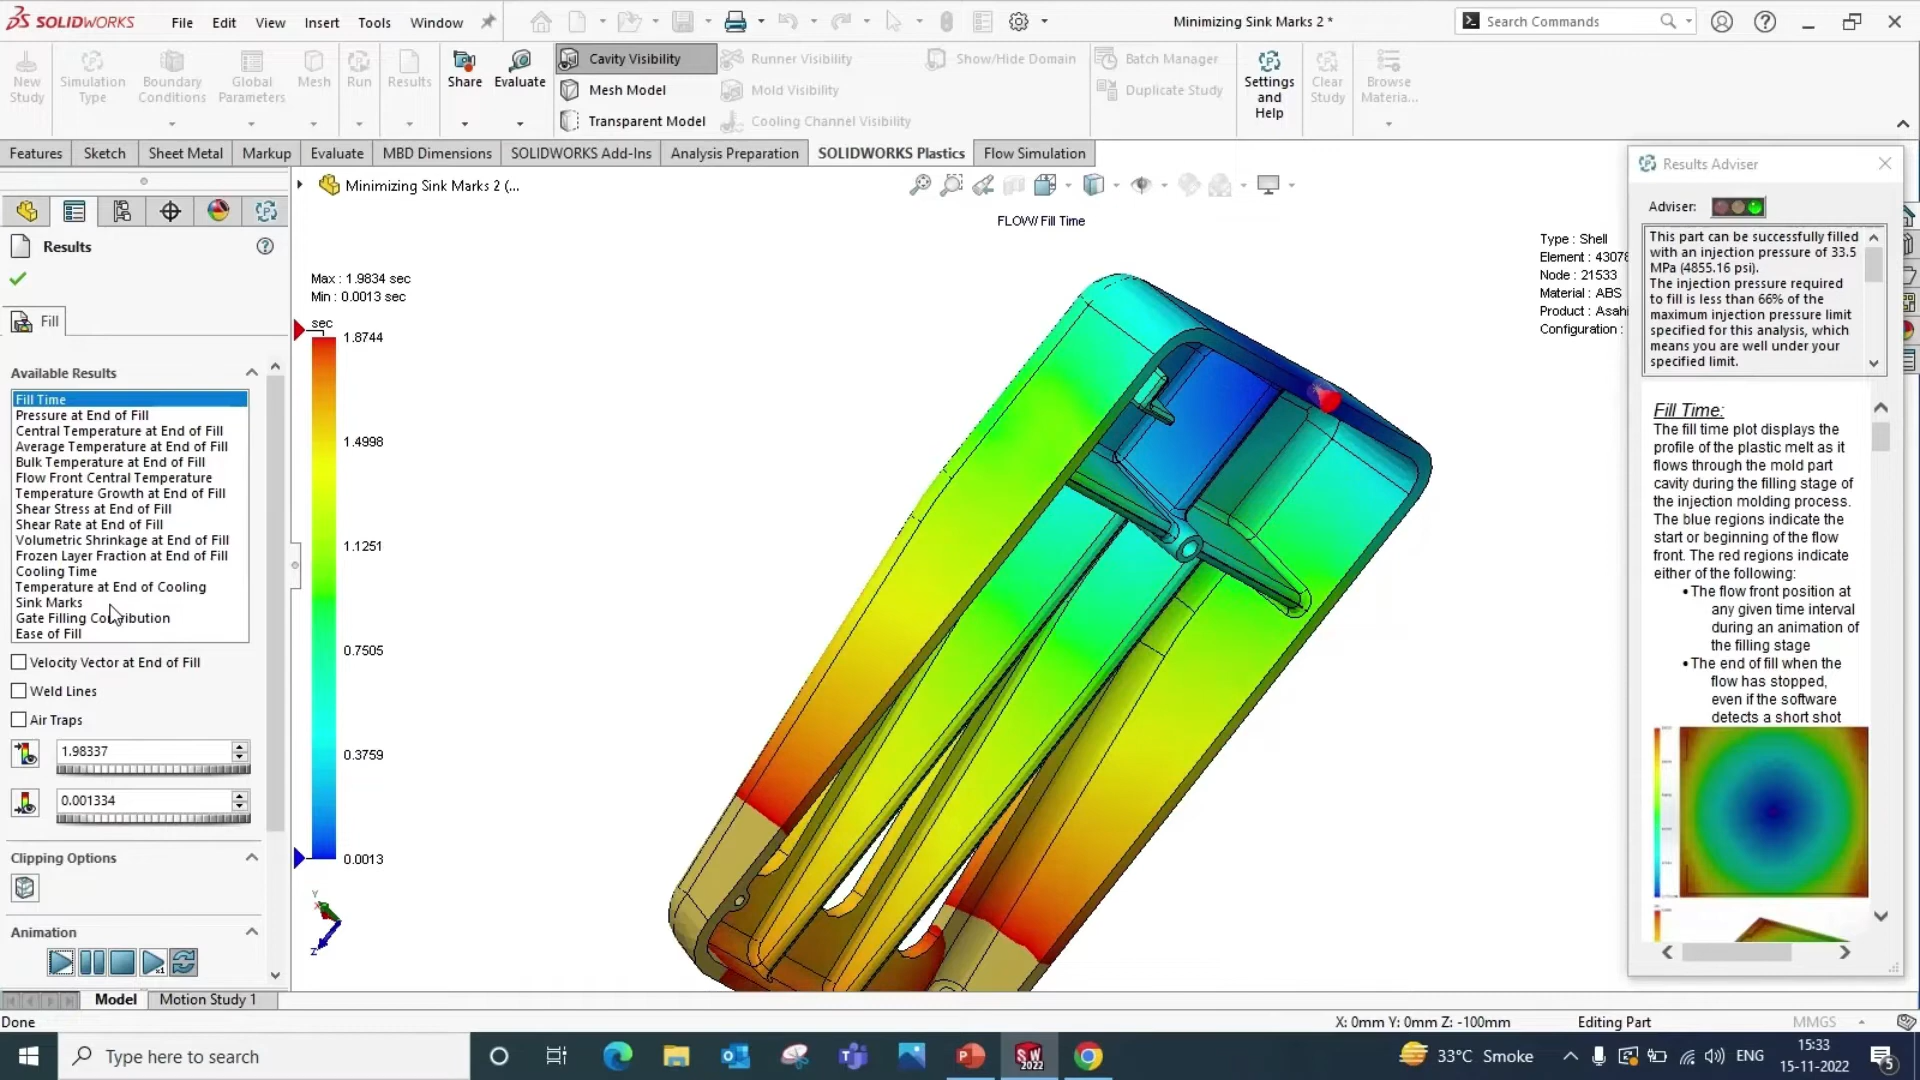 SOLIDWORKS
File Edit View Insert Tools Window
Minimizing Sink Marks 2 *
Search Commands
New Study
Simulation Type
Boundary Conditions
Global Parameters
Mesh
Run
Results
Share
Evaluate
Cavity Visibility
Mesh Model
Transparent Model
Runner Visibility
Mold Visibility
Cooling Channel Visibility
Show/Hide Domain
Batch Manager
Duplicate Study
Settings and Help
Clear Study
Browse Materia...
Features Sketch Sheet Metal Markup Evaluate MBD Dimensions SOLIDWORKS Add-Ins Analysis Preparation SOLIDWORKS Plastics Flow Simulation
Results
Fill
Available Results
Fill Time
Pressure at End of Fill
Central Temperature at End of Fill
Average Temperature at End of Fill
Bulk Temperature at End of Fill
Flow Front Central Temperature
Temperature Growth at End of Fill
Shear Stress at End of Fill
Shear Rate at End of Fill
Volumetric Shrinkage at End of Fill
Frozen Layer Fraction at End of Fill
Cooling Time
Temperature at End of Cooling
Sink Marks
Gate Filling Contribution
Ease of Fill
Velocity Vector at End of Fill
Weld Lines
Air Traps
1.98337
0.001334
Clipping Options
Animation
Minimizing Sink Marks 2 (...
FLOW/ Fill Time
Max : 1.9834 sec
Min : 0.0013 sec
sec
1.8744
1.4998
1.1251
0.7505
0.3759
0.0013
Y
X
Z
Type : Shell
Element : 43078
Node : 21533
Material : ABS
Product : Asahi
Configuration :
Results Adviser
Adviser:
This part can be successfully filled
with an injection pressure of 33.5
MPa (4855.16 psi).
The injection pressure required
to fill is less than 66% of the
maximum injection pressure limit
specified for this analysis, which
means you are well under your
specified limit.
Fill Time:
The fill time plot displays the
profile of the plastic melt as it
flows through the mold part
cavity during the filling stage of
the injection molding process.
The blue regions indicate the
start or beginning of the flow
front. The red regions indicate
either of the following:
•The flow front position at
any given time interval
during an animation of
the filling stage
•The end of fill when the
flow has stopped,
even if the software
detects a short shot
Model Motion Study 1
Done
X: 0mm Y: 0mm Z: -100mm
Editing Part
MMGS
Type here to search
33°C Smoke
ENG
15:33
15-11-2022
5